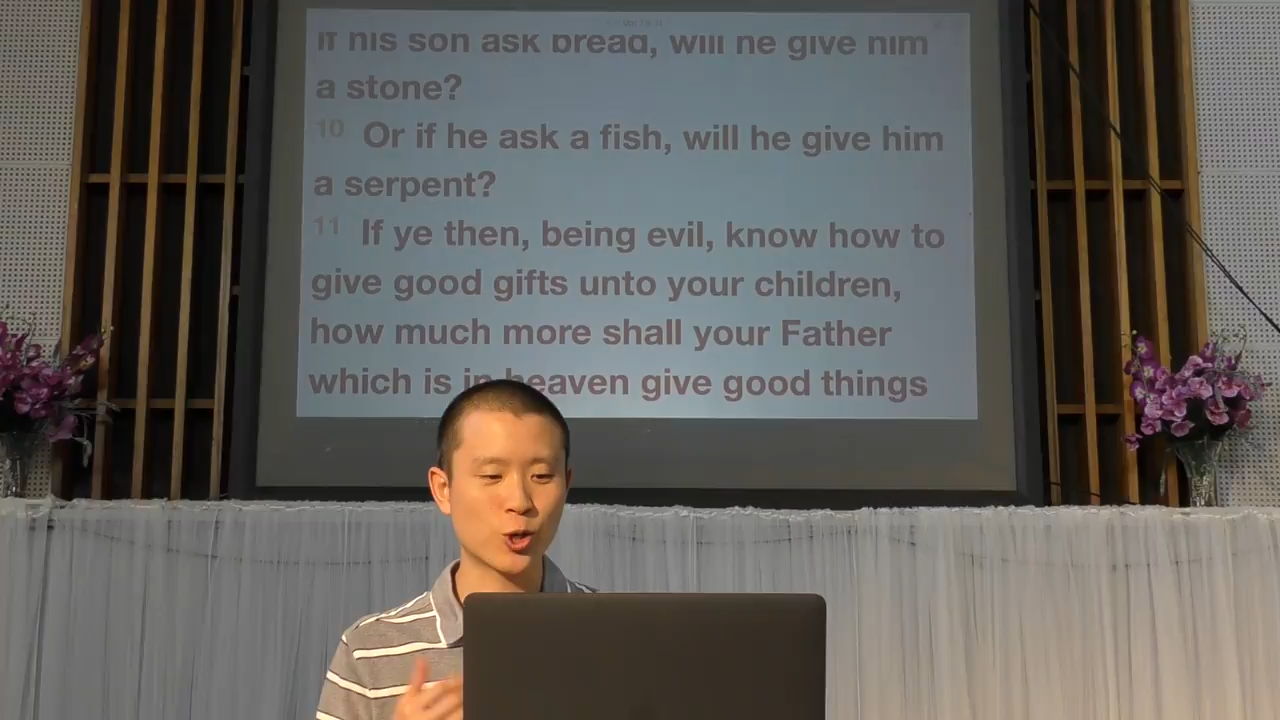 if his son ask bread, will he give him
a stone?
10 Or if he ask a fish, will he give him
a serpent?
11 If ye then, being evil, know how to
give good gifts unto your children,
how much more shall your Father
which is in heaven give good things